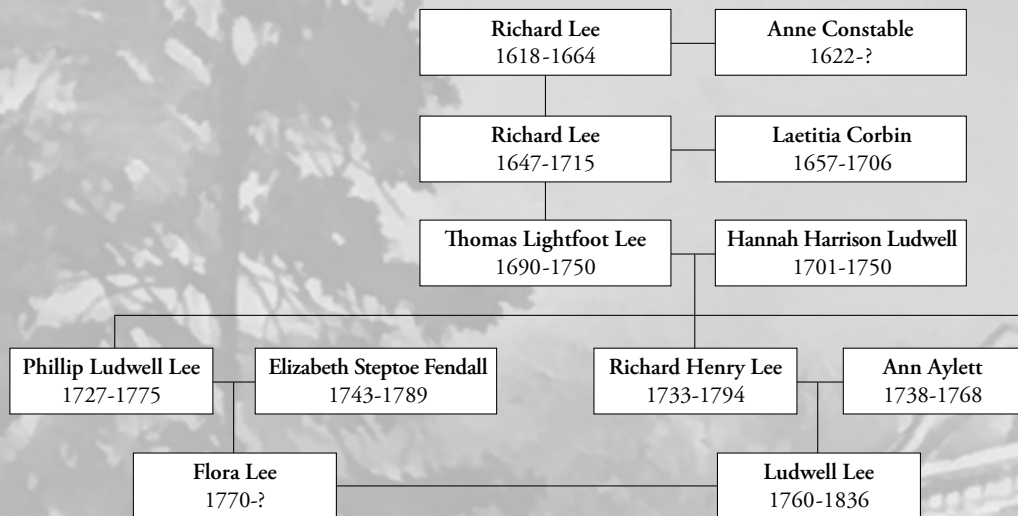 Richard Lee
1618-1664
Anne Constable
1622-?
Richard Lee
1647-1715
Laetitia Corbin
1657-1706
Thomas Lightfoot Lee
1690-1750
Hannah Harrison Ludwell
1701-1750
Phillip Ludwell Lee
1727-1775
Elizabeth Steptoe Fendall
1743-1789
Richard Henry Lee
1733-1794
Ann Aylett
1738-1768
Flora Lee
1770-?
Ludwell Lee
1760-1836